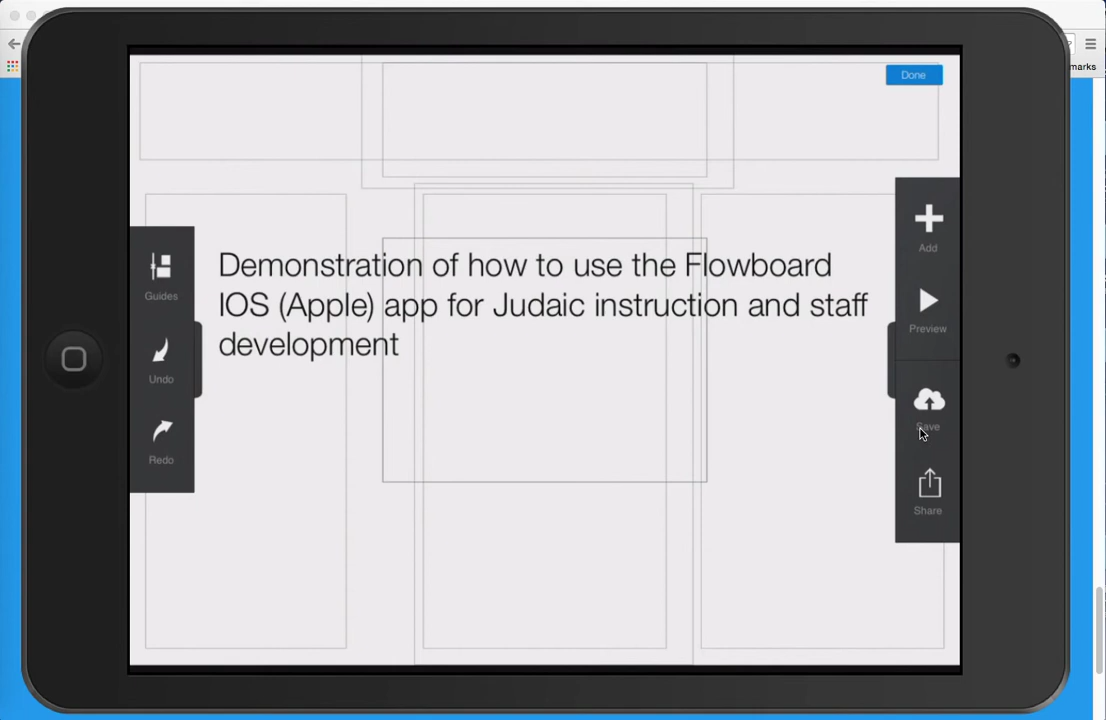 marks
Done
Add
Guides
Demonstration of how to use the Flowboard
IOS (Apple) app for Judaic instruction and staff
development
Preview
Undo
Save
Redo
Share